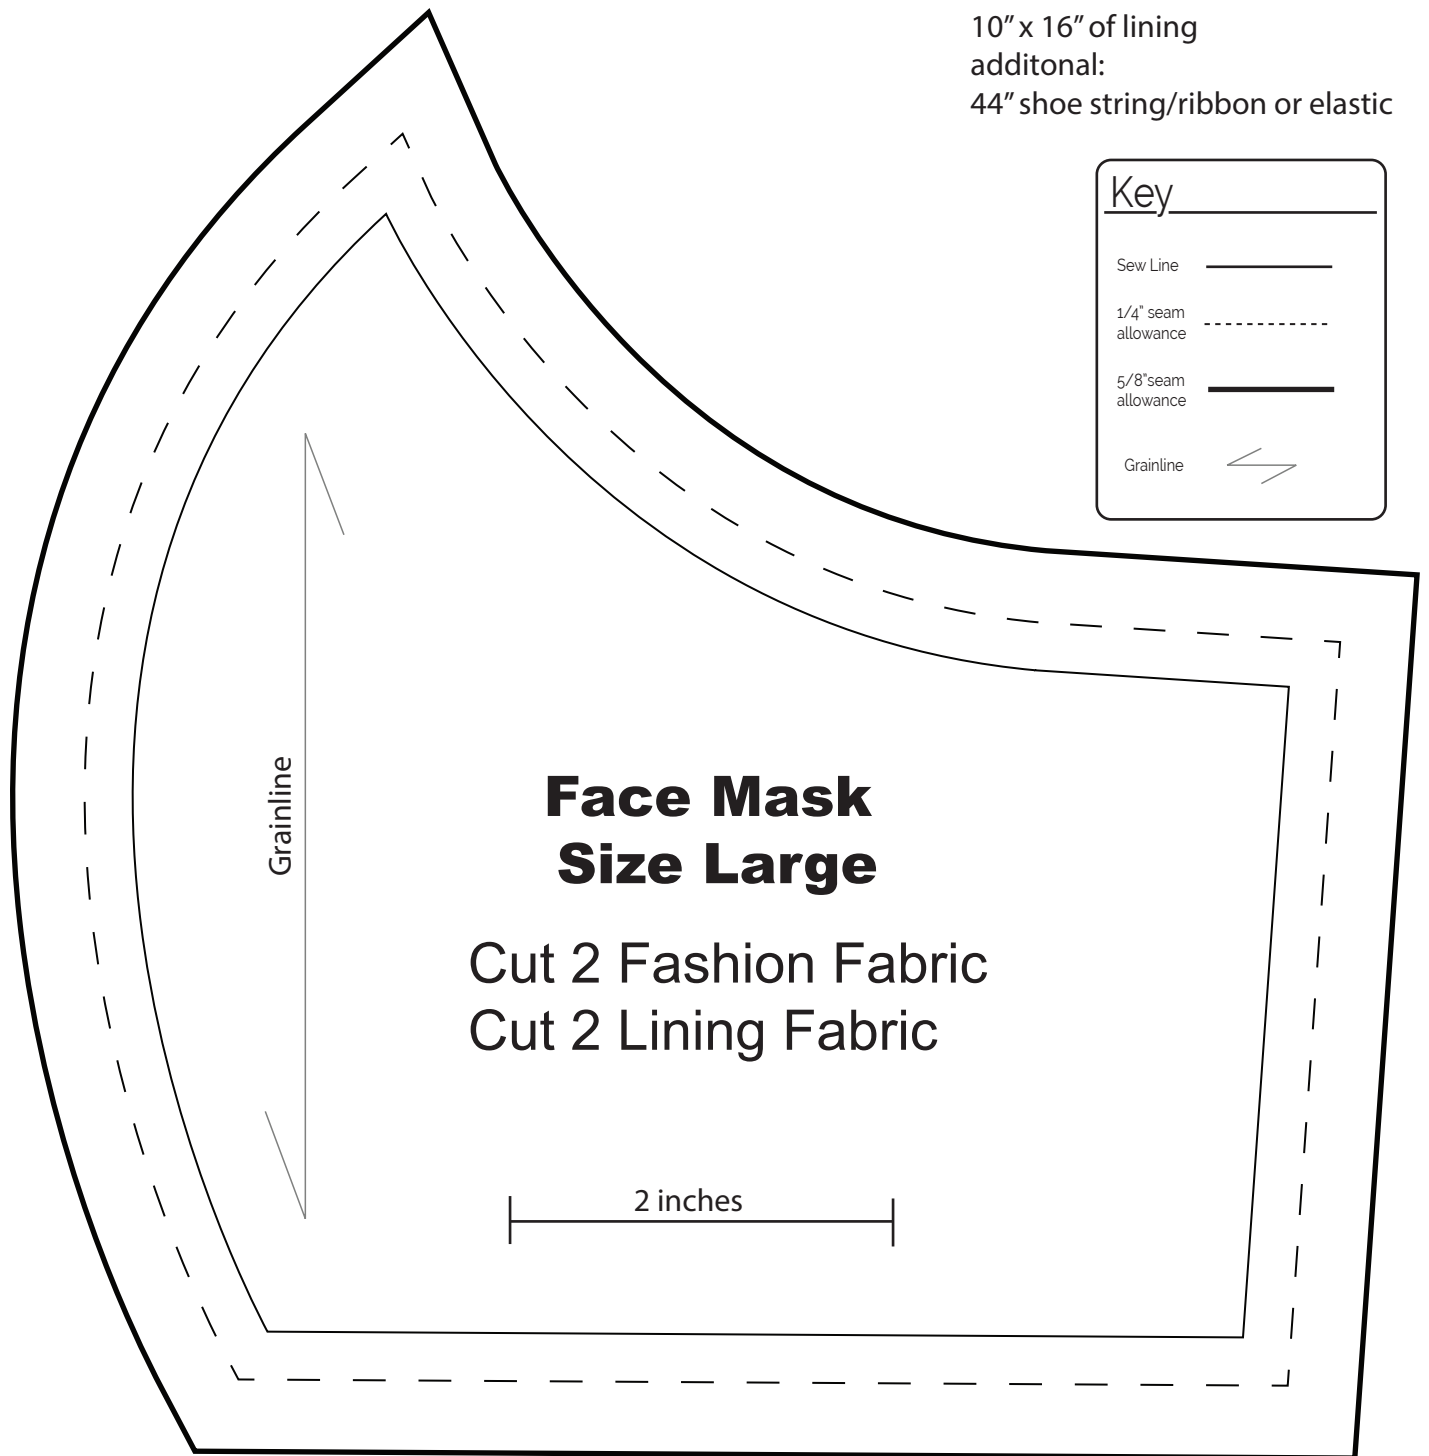 10” x 16” of lining
additonal:
44” shoe string/ribbon or elastic
Key
Sew Line
1/4” seam
allowance
5/8”seam
allowance
Grainline
Grainline
Face Mask
Size Large
Cut 2 Fashion Fabric
Cut 2 Lining Fabric
2 inches